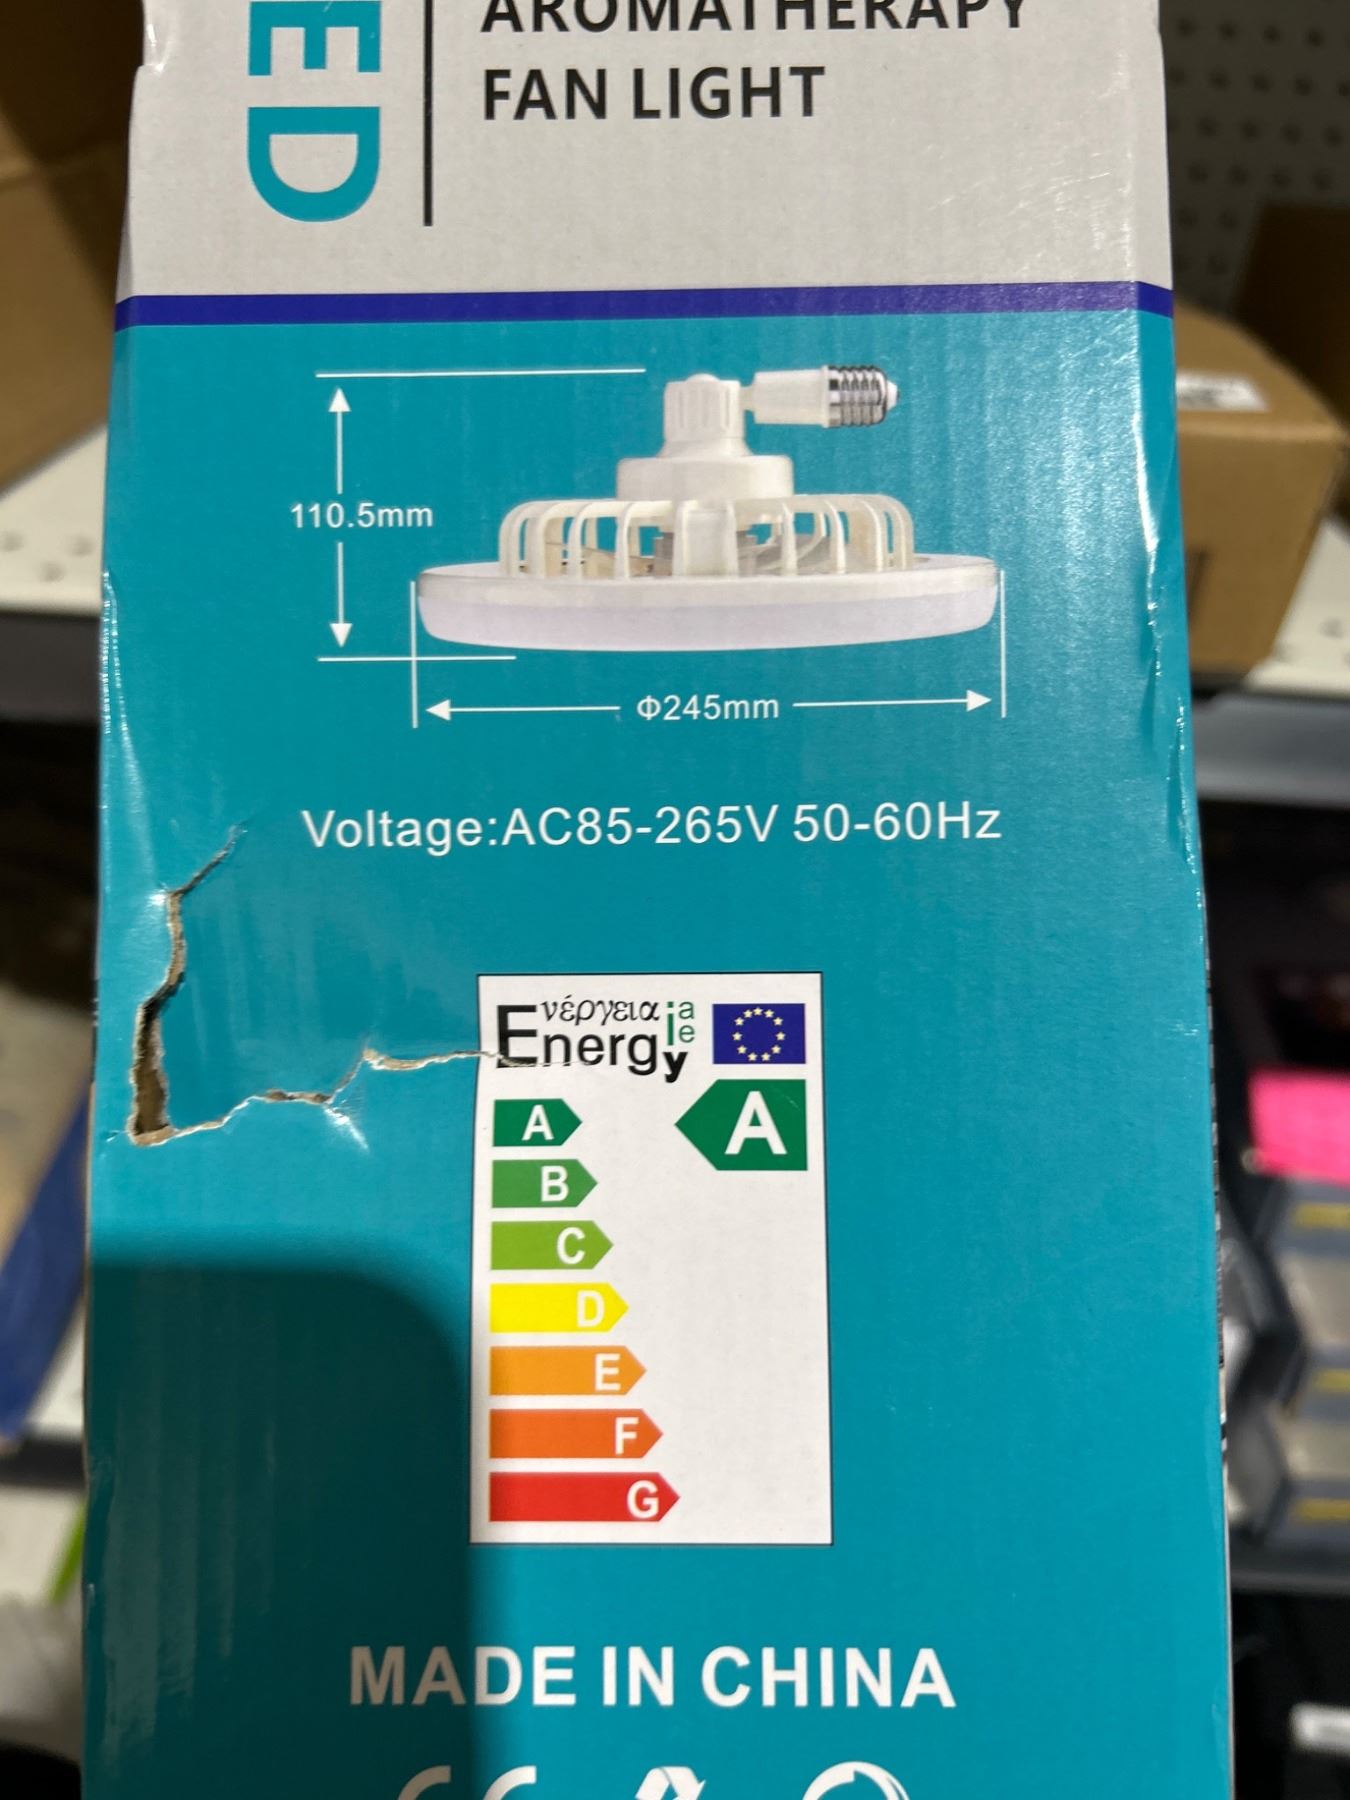 ED
AROMATHERAPY
FAN LIGHT
110.5mm
Φ245mm
Voltage:AC85-265V 50-60Hz
Ενέργεια
Energy
ia
ie
A
A
B
C
D
E
F
G
MADE IN CHINA
CE